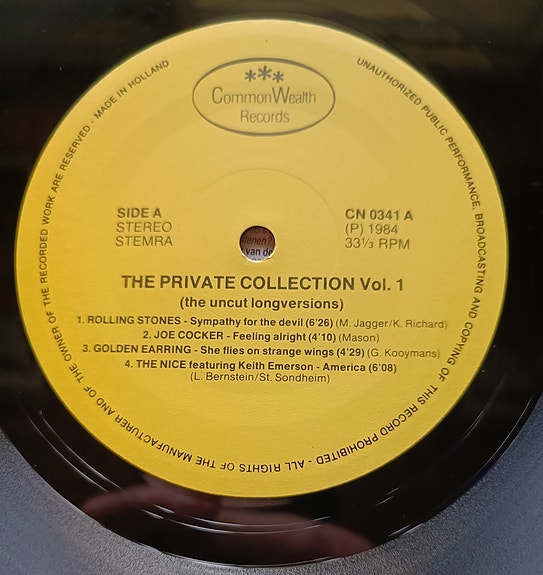 ***
CommonWealth
Records
SIDE A
STEREO
STEMRA
CN 0341 A
(P) 1984
33⅓ RPM
THE PRIVATE COLLECTION Vol. 1
(the uncut longversions)
1. ROLLING STONES - Sympathy for the devil (6'26) (M. Jagger/K. Richard)
2. JOE COCKER - Feeling alright (4'10) (Mason)
3. GOLDEN EARRING - She flies on strange wings (4'29) (G. Kooymans)
4. THE NICE featuring Keith Emerson - America (6'08)
(L. Bernstein/St. Sondheim)
UNAUTHORIZED PUBLIC PERFORMANCE, BROADCASTING AND COPYING OF THIS RECORD PROHIBITED - ALL RIGHTS OF THE MANUFACTURER AND OF THE OWNER OF THE RECORDED WORK ARE RESERVED - MADE IN HOLLAND
van de